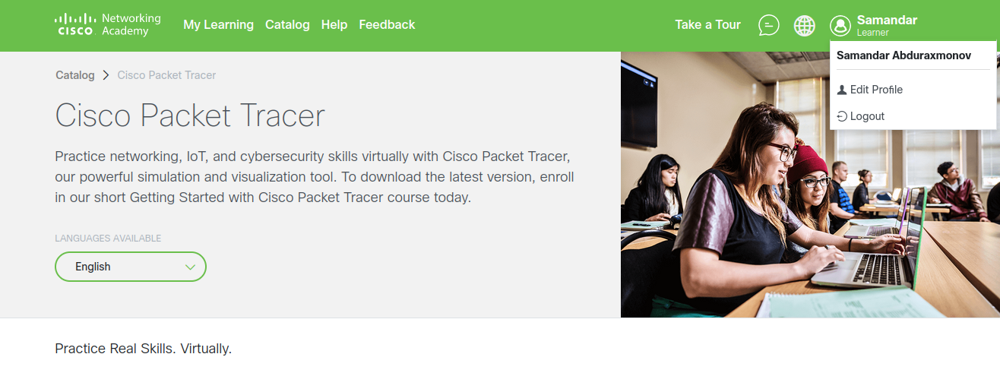 Networking
CISCO Academy
My Learning Catalog Help Feedback
Take a Tour
Samandar
Learner
Samandar Abduraxmonov
Edit Profile
Logout
Catalog > Cisco Packet Tracer
Cisco Packet Tracer
Practice networking, IoT, and cybersecurity skills virtually with Cisco Packet Tracer,
our powerful simulation and visualization tool. To download the latest version, enroll
in our short Getting Started with Cisco Packet Tracer course today.
LANGUAGES AVAILABLE
English
Practice Real Skills. Virtually.